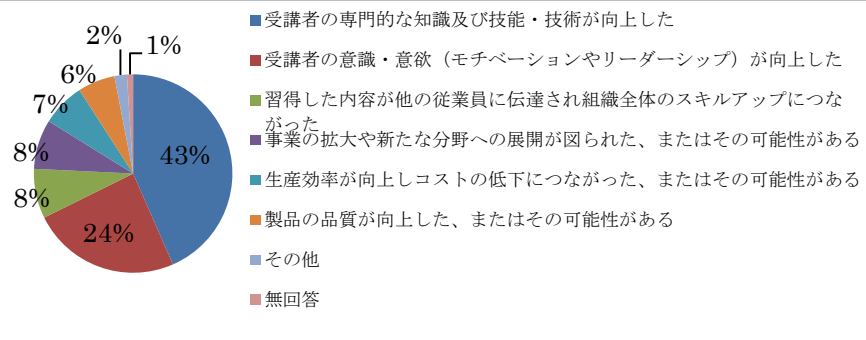 2%
1%
6%
7%
8%
8%
43%
24%
受講者の専門的な知識及び技能・技術が向上した
受講者の意識・意欲（モチベーションやリーダーシップ）が向上した
習得した内容が他の従業員に伝達され組織全体のスキルアップにつな
がった
事業の拡大や新たな分野への展開が図られた、またはその可能性がある
生産効率が向上しコストの低下につながった、またはその可能性がある
製品の品質が向上した、またはその可能性がある
その他
無回答